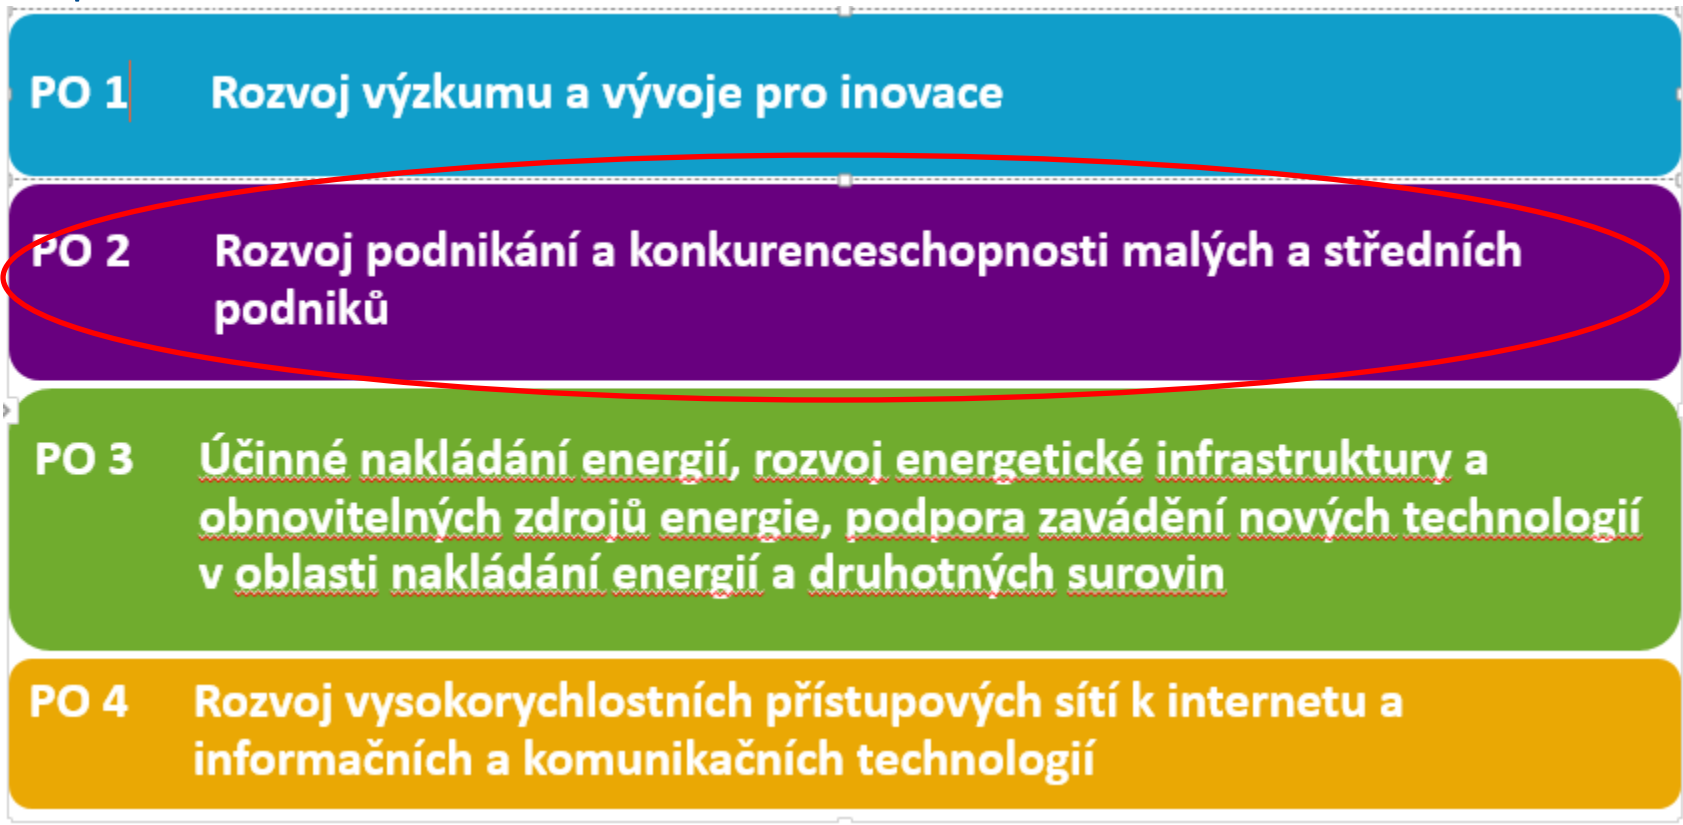 PO 1 Rozvoj výzkumu a vývoje pro inovace
PO 2 Rozvoj podnikání a konkurenceschopnosti malých a středních
podniků
PO 3 Účinné nakládání energií, rozvoj energetické infrastruktury a
obnovitelných zdrojů energie, podpora zavádění nových technologií
v oblasti nakládání energií a druhotných surovin
PO 4 Rozvoj vysokorychlostních přístupových sítí k internetu a
informačních a komunikačních technologií